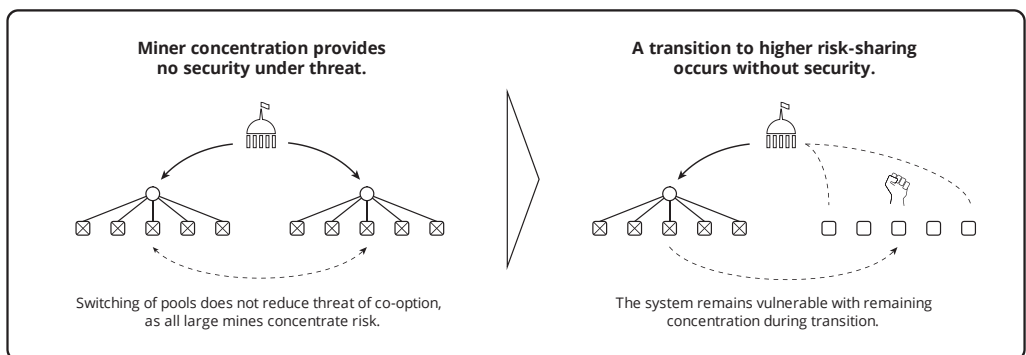 Miner concentration provides
no security under threat.
Switching of pools does not reduce threat of co-option,
as all large mines concentrate risk.
A transition to higher risk-sharing
occurs without security.
The system remains vulnerable with remaining
concentration during transition.